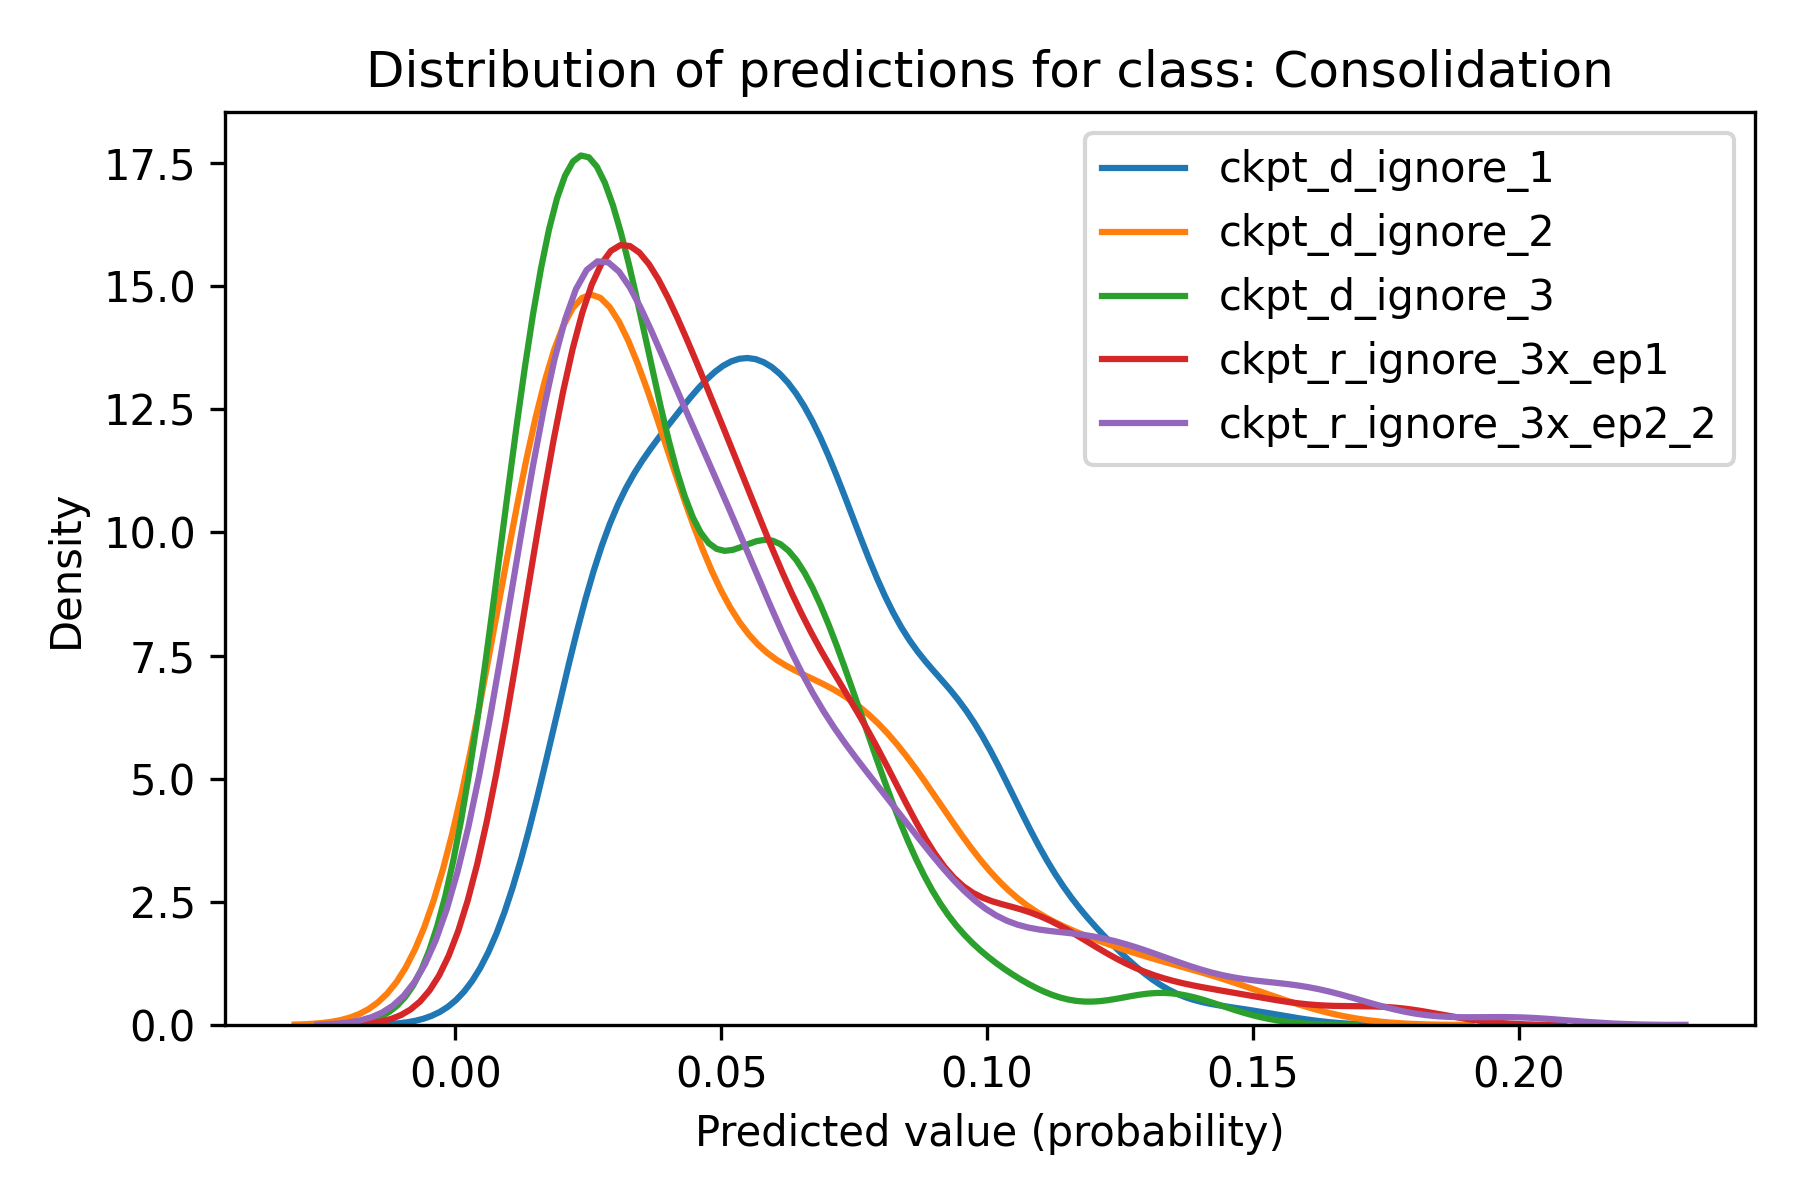 Distribution of predictions for class: Consolidation
ckpt_d_ignore_1
ckpt_d_ignore_2
ckpt_d_ignore_3
ckpt_r_ignore_3x_ep1
ckpt_r_ignore_3x_ep2_2
Density
17.5
15.0
12.5
10.0
7.5
5.0
2.5
0.0
0.00 0.05 0.10 0.15 0.20
Predicted value (probability)